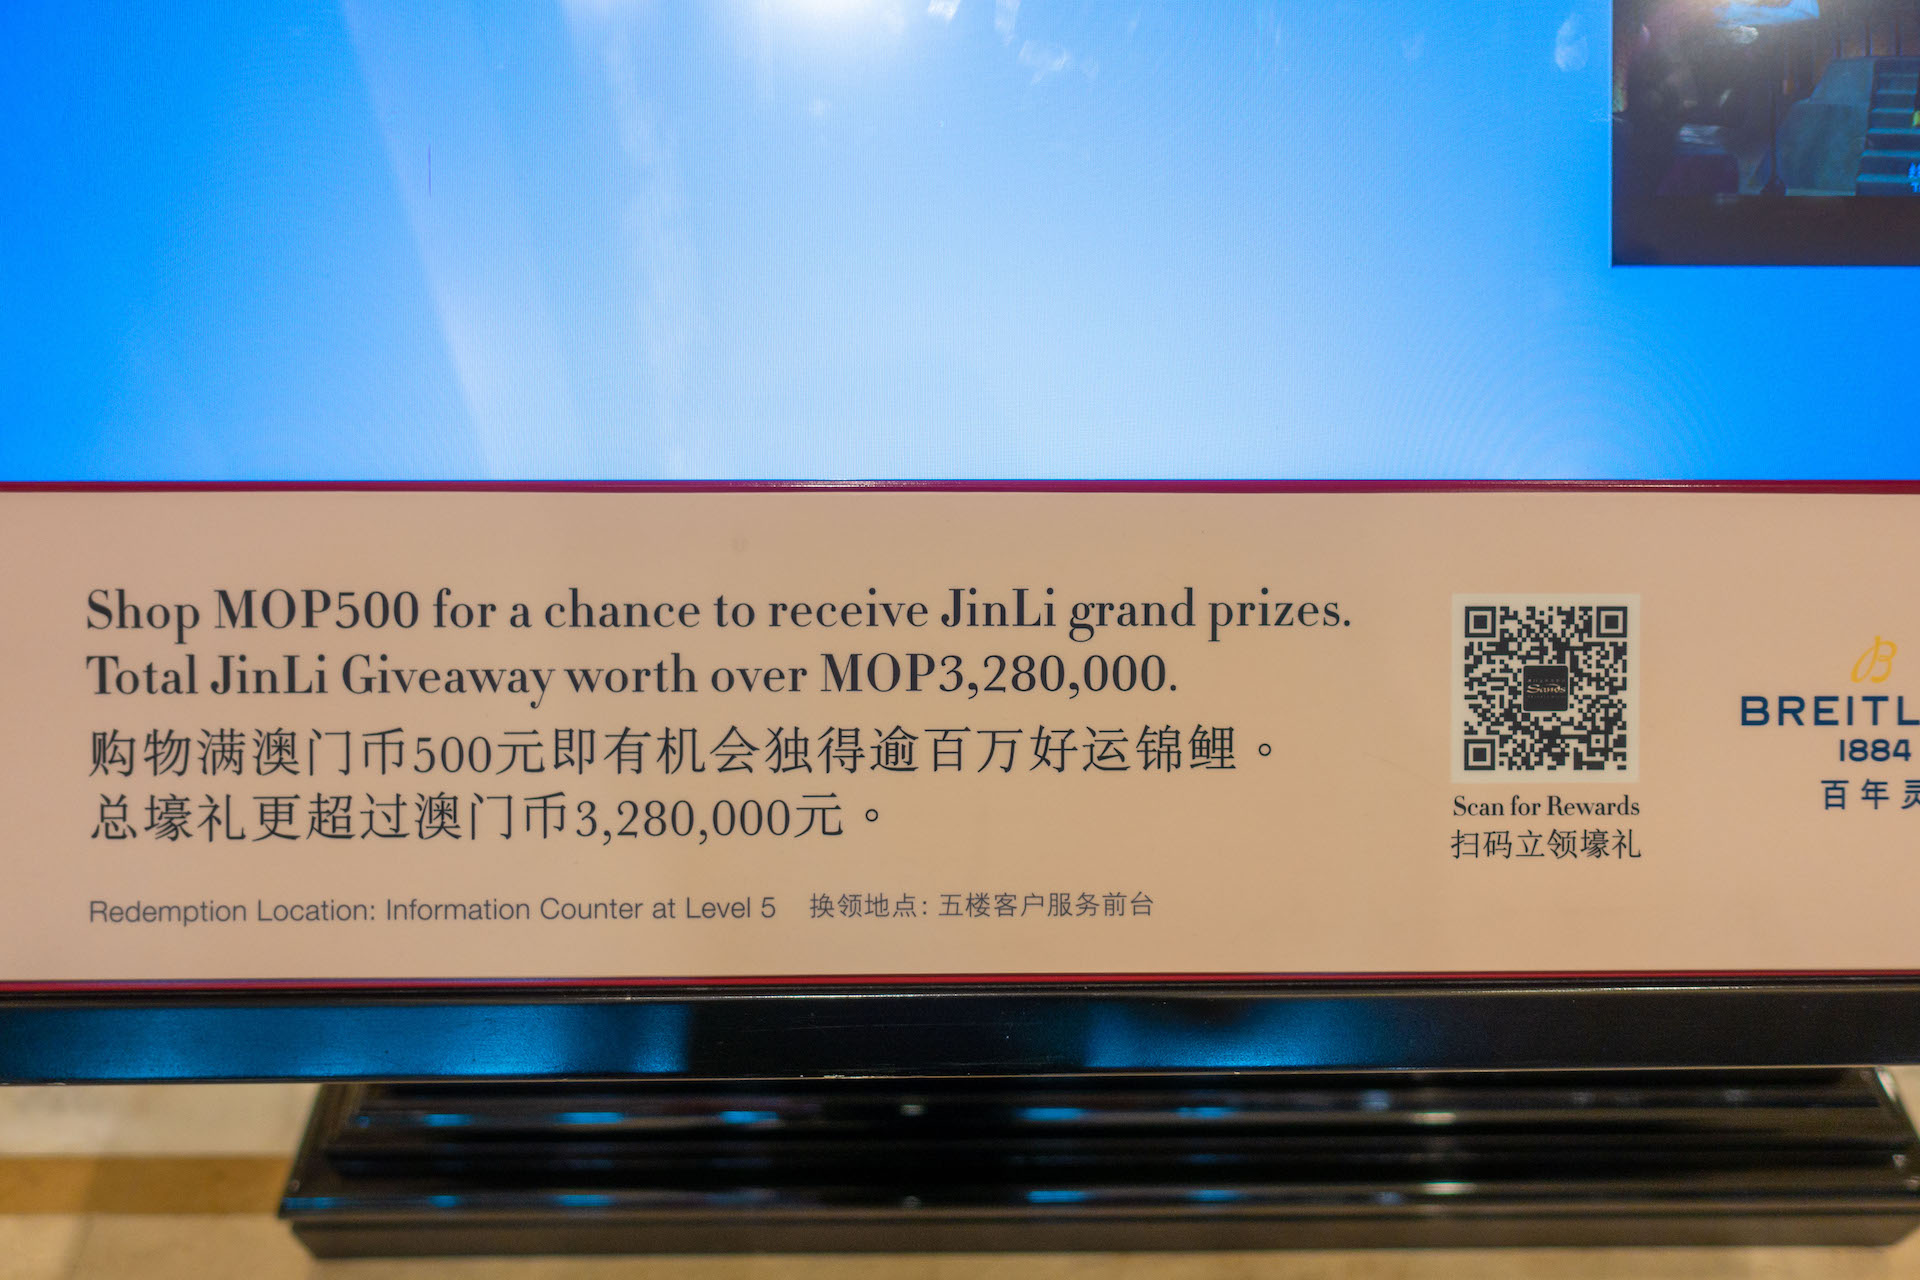 Shop MOP500 for a chance to receive JinLi grand prizes.
Total JinLi Giveaway worth over MOP3,280,000.
购物满澳门币500元即有机会独得逾百万好运锦鲤。
总壕礼更超过澳门币3,280,000元。
Redemption Location: Information Counter at Level 5 换领地点: 五楼客户服务前台
Sands
Scan for Rewards
扫码立领壕礼
B
BREITL
1884
百年灵